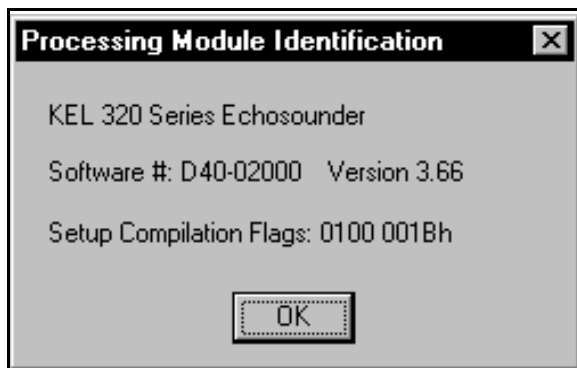 Processing Module Identification
KEL 320 Series Echosounder
Software #: D40-02000 Version 3.66
Setup Compilation Flags: 0100 001Bh
OK